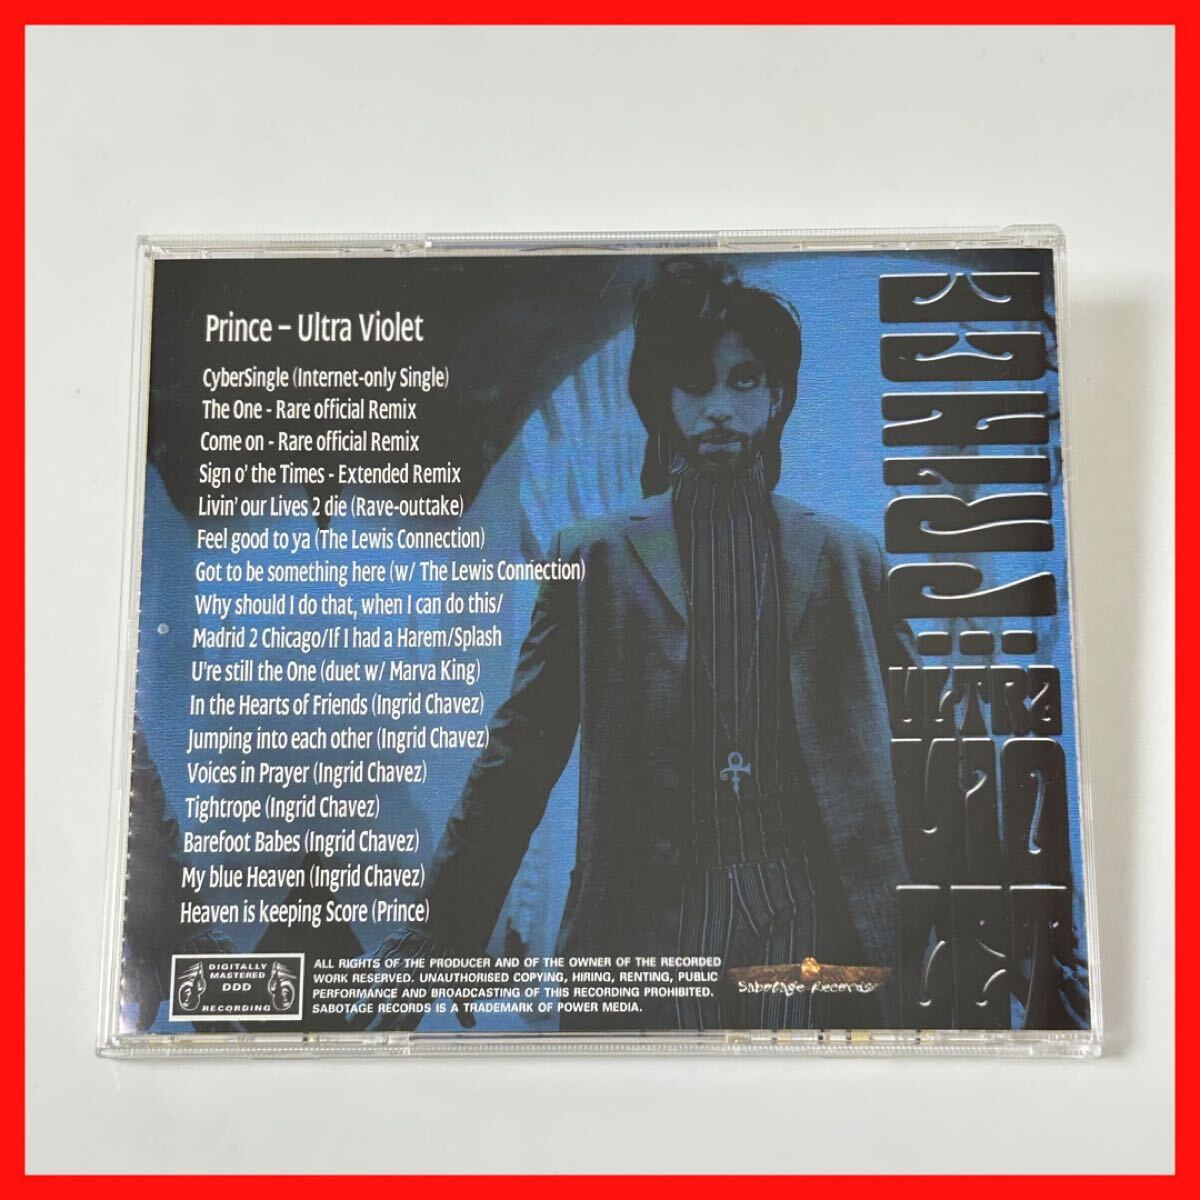 Prince – Ultra Violet
CyberSingle (Internet-only Single)
The One - Rare official Remix
Come on - Rare official Remix
Sign o' the Times - Extended Remix
Livin' our Lives 2 die (Rave-outtake)
Feel good to ya (The Lewis Connection)
Got to be something here (w/ The Lewis Connection)
Why should I do that, when I can do this/
Madrid 2 Chicago/If I had a Harem/Splash
U're still the One (duet w/ Marva King)
In the Hearts of Friends (Ingrid Chavez)
Jumping into each other (Ingrid Chavez)
Voices in Prayer (Ingrid Chavez)
Tightrope (Ingrid Chavez)
Barefoot Babes (Ingrid Chavez)
My blue Heaven (Ingrid Chavez)
Heaven is keeping Score (Prince)
DIGITALLY
MASTERED
DDD
RECORDING
ALL RIGHTS OF THE PRODUCER AND OF THE OWNER OF THE RECORDED
WORK RESERVED. UNAUTHORISED COPYING, HIRING, RENTING, PUBLIC
PERFORMANCE AND BROADCASTING OF THIS RECORDING PROHIBITED.
SABOTAGE RECORDS IS A TRADEMARK OF POWER MEDIA.
Sabotage Records
PRINCE:
ULTRA
VIO
LET